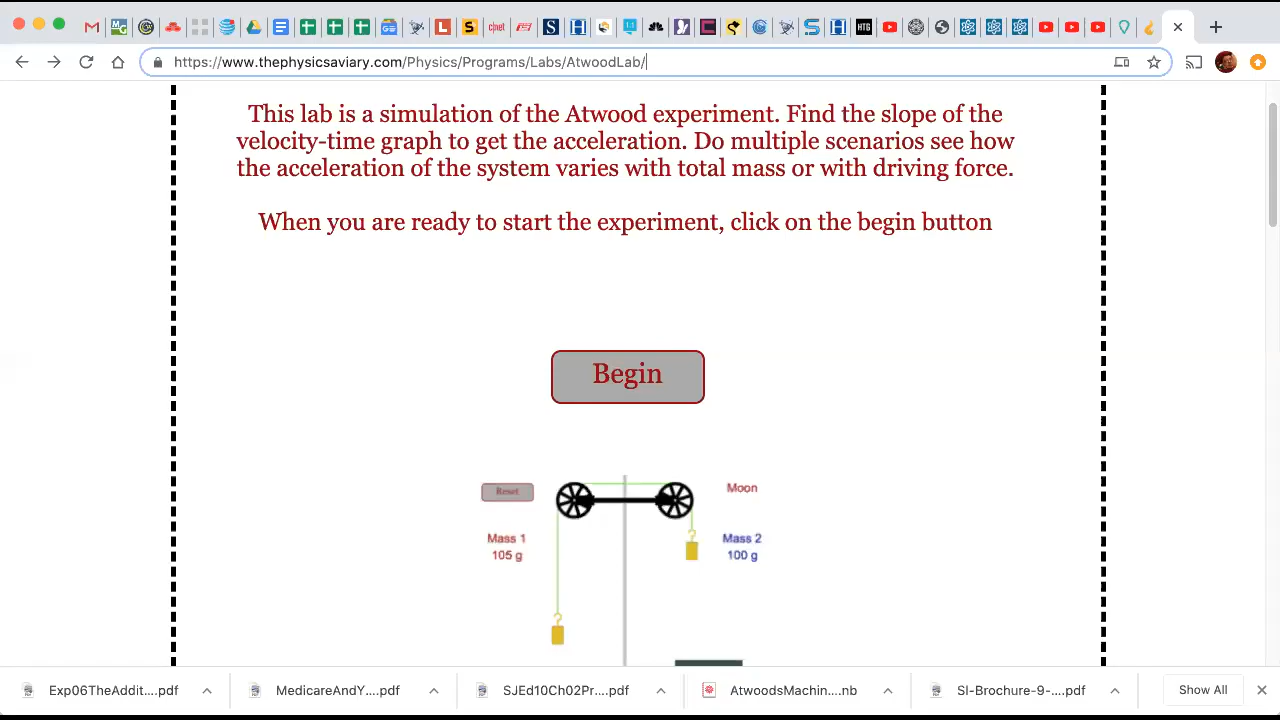 https://www.thephysicsaviary.com/Physics/Programs/Labs/AtwoodLab/
This lab is a simulation of the Atwood experiment. Find the slope of the
velocity-time graph to get the acceleration. Do multiple scenarios see how
the acceleration of the system varies with total mass or with driving force.
When you are ready to start the experiment, click on the begin button
Begin
Reset
Moon
Mass 1
105 g
Mass 2
100 g
Exp06TheAddit....pdf
MedicareAndY....pdf
SJEd10Ch02Pr....pdf
AtwoodsMachin....nb
SI-Brochure-9-....pdf
Show All